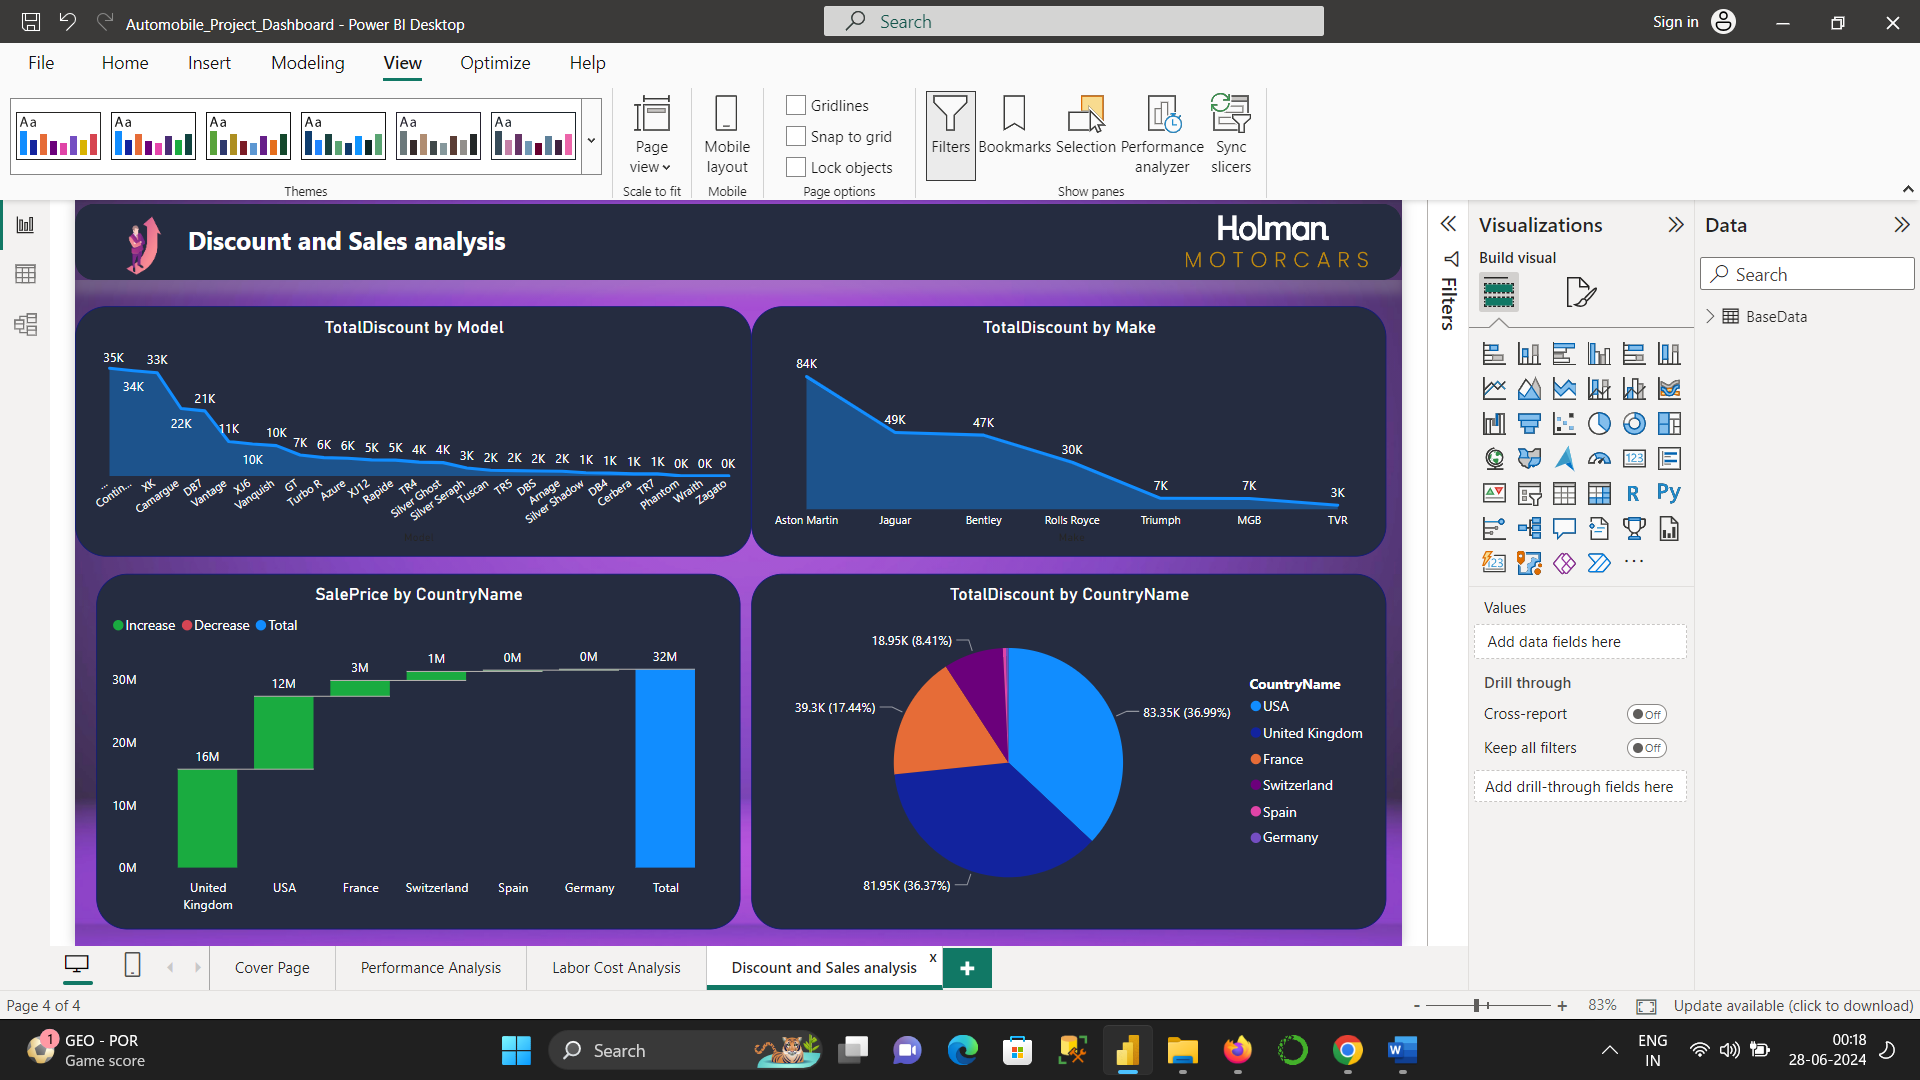 Automobile_Project_Dashboard - Power BI Desktop
Search
Sign in
File Home Insert Modeling View Optimize Help
Aa Aa Aa Aa Aa Aa
Themes
Page view
Scale to fit
Mobile layout
Mobile
Gridlines
Snap to grid
Lock objects
Page options
Filters
Bookmarks
Selection
Performance analyzer
Sync slicers
Show panes
Discount and Sales analysis
Holman
MOTORCARS
TotalDiscount by Model
35K 34K 33K 22K 21K 11K 10K 10K 7K 6K 6K 5K 5K 4K 4K 3K 2K 2K 2K 2K 1K 1K 1K 1K 0K 0K 0K
... Contin... XK Camargue DB7 Vantage XJ6 Vanquish GT Turbo R Azure XJ12 Rapide TR4 Silver Ghost Silver Seraph Tuscan TR5 DB5 Arnage Silver Shadow DB4 Cerbera TR7 Phantom Wraith Zagato
Model
TotalDiscount by Make
84K 49K 47K 30K 7K 7K 3K
Aston Martin Jaguar Bentley Rolls Royce Triumph MGB TVR
Make
SalePrice by CountryName
Increase Decrease Total
30M
20M
10M
0M
16M 12M 3M 1M 0M 0M 32M
United Kingdom USA France Switzerland Spain Germany Total
TotalDiscount by CountryName
18.95K (8.41%)
39.3K (17.44%)
83.35K (36.99%)
81.95K (36.37%)
CountryName
USA
United Kingdom
France
Switzerland
Spain
Germany
Filters
Visualizations
Build visual
123
R
Py
123
Values
Add data fields here
Drill through
Cross-report
Off
Keep all filters
Off
Add drill-through fields here
Data
Search
BaseData
Cover Page
Performance Analysis
Labor Cost Analysis
Discount and Sales analysis
x
+
Page 4 of 4
- + 83%
Update available (click to download)
1
GEO - POR
Game score
Search
W
ENG
IN
00:18
28-06-2024